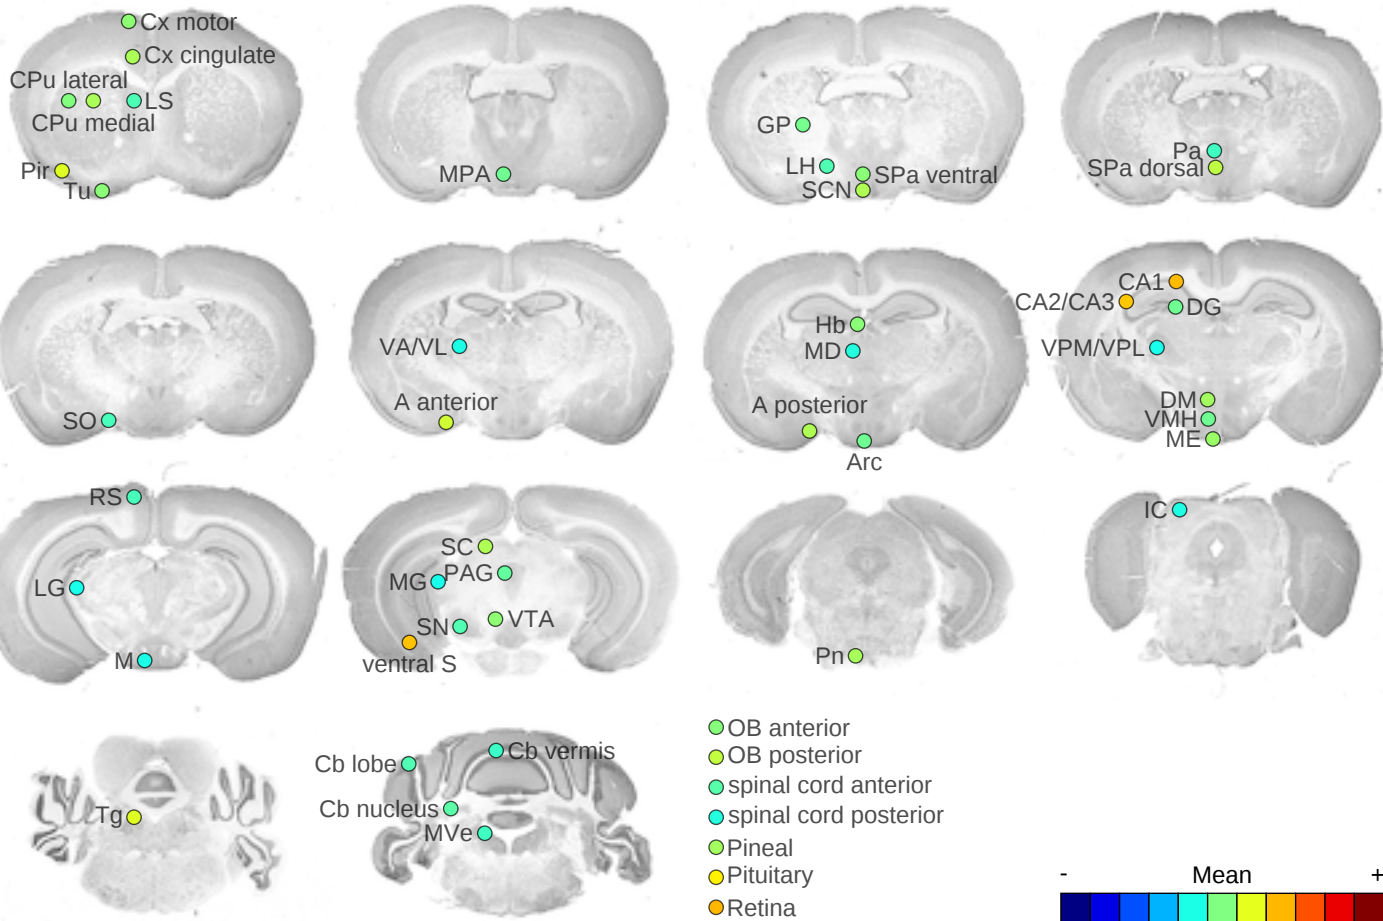 Cx motor
Cx cingulate
CPu lateral
LS
CPu medial
Pir
Tu
MPA
GP
LH
SPa ventral
SCN
Pa
SPa dorsal
SO
VA/VL
A anterior
Hb
MD
A posterior
Arc
CA1
CA2/CA3
DG
VPM/VPL
DM
VMH
ME
RS
LG
M
SC
PAG
MG
VTA
SN
ventral S
Pn
IC
Tg
Cb vermis
Cb lobe
Cb nucleus
MVe
OB anterior
OB posterior
spinal cord anterior
spinal cord posterior
Pineal
Pituitary
Retina
- Mean +